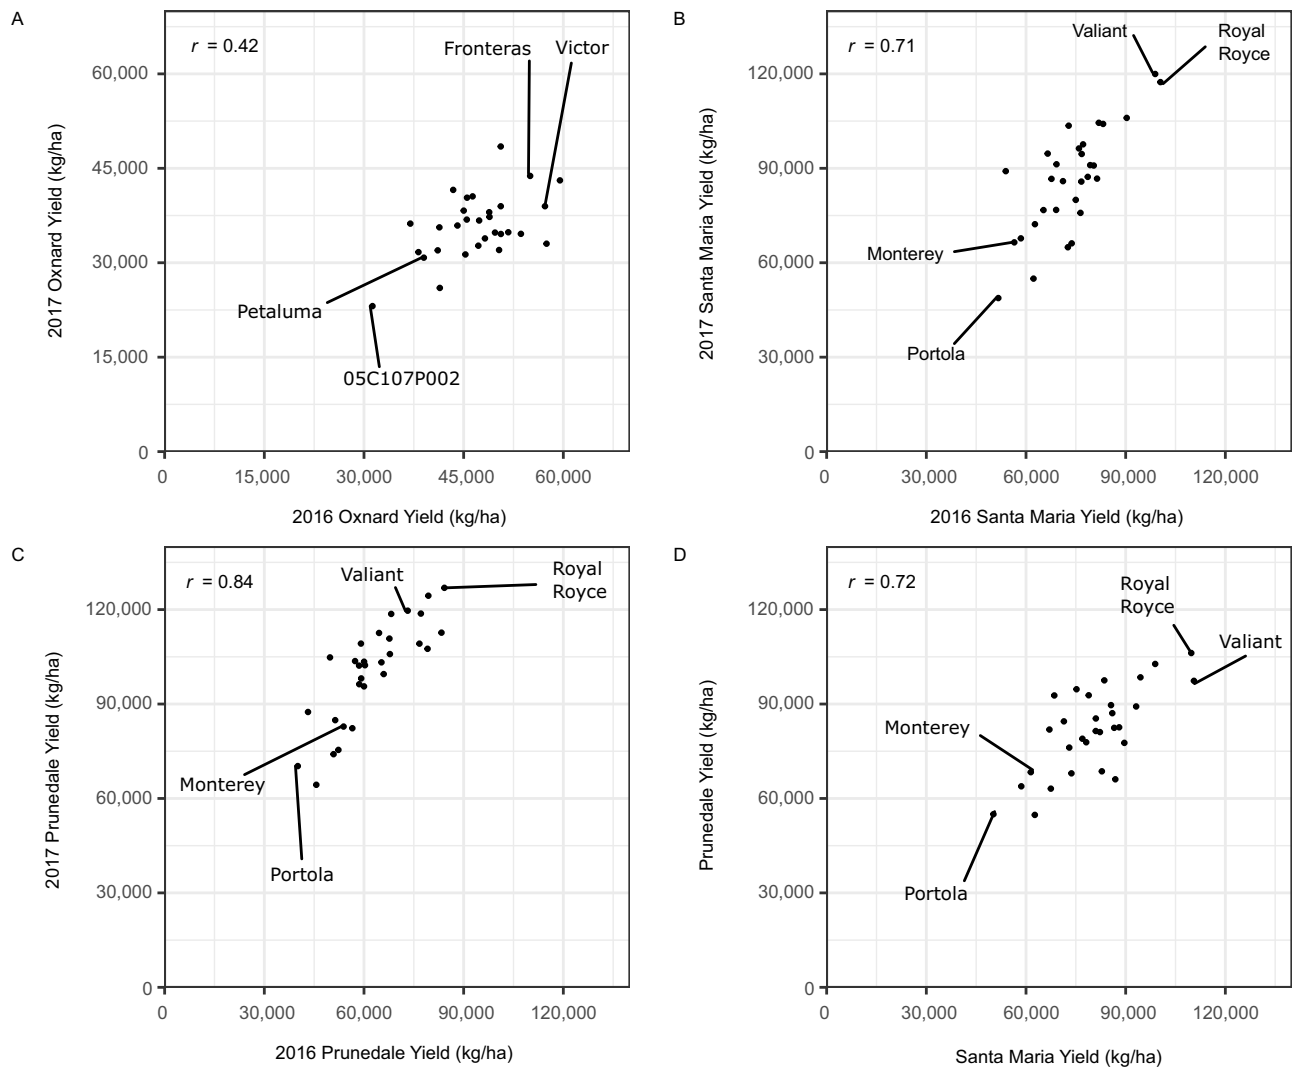 A
r = 0.42
Fronteras
Victor
60,000
45,000
30,000
15,000
0
2017 Oxnard Yield (kg/ha)
Petaluma
05C107P002
0
15,000
30,000
45,000
60,000
2016 Oxnard Yield (kg/ha)
B
r = 0.71
Valiant
Royal
Royce
120,000
90,000
60,000
30,000
0
2017 Santa Maria Yield (kg/ha)
Monterey
Portola
0
30,000
60,000
90,000
120,000
2016 Santa Maria Yield (kg/ha)
C
r = 0.84
Valiant
Royal
Royce
120,000
90,000
60,000
30,000
0
2017 Prunedale Yield (kg/ha)
Monterey
Portola
0
30,000
60,000
90,000
120,000
2016 Prunedale Yield (kg/ha)
D
r = 0.72
Royal
Royce
Valiant
120,000
90,000
60,000
30,000
0
Prunedale Yield (kg/ha)
Monterey
Portola
0
30,000
60,000
90,000
120,000
Santa Maria Yield (kg/ha)